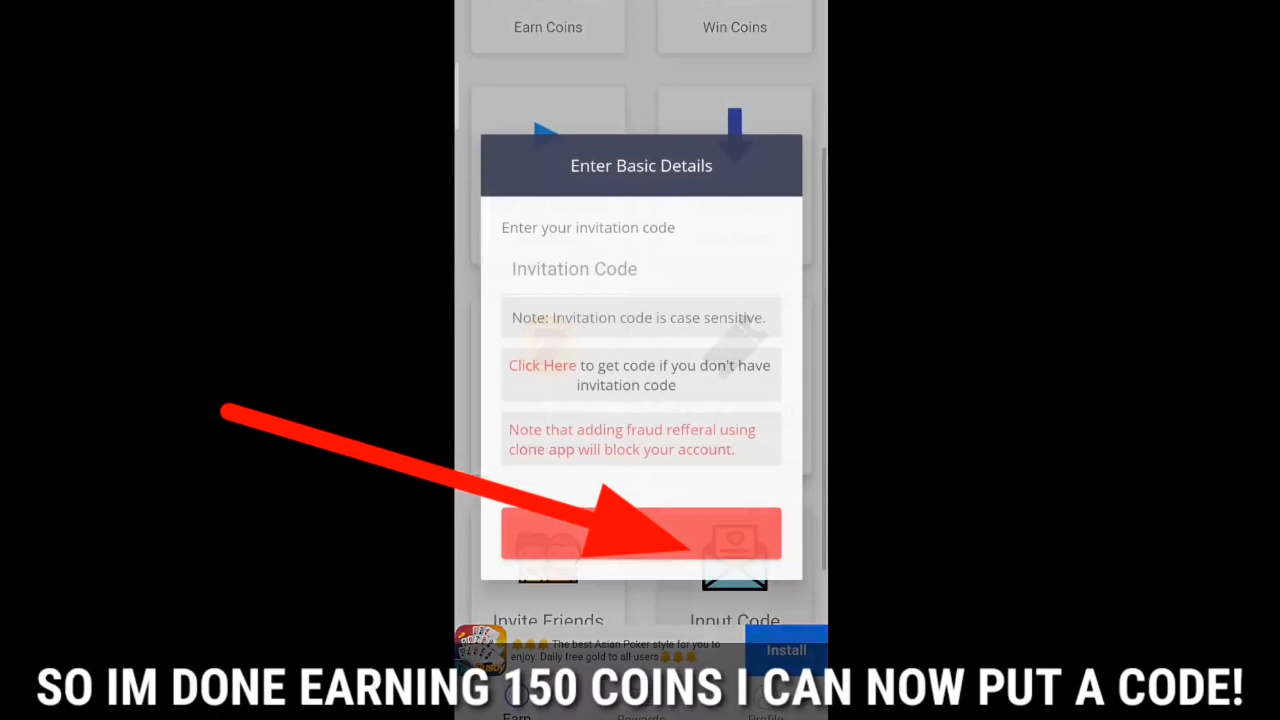 Earn Coins
Win Coins
Enter Basic Details
Enter your invitation code
Invitation Code
Note: Invitation code is case sensitive.
Click Here to get code if you don't have
invitation code
Note that adding fraud refferal using
clone app will block your account.
Invite Friends
Input Code
The best Asian Poker style for you to
enjoy. Daily free gold to all users
Install
SO IM DONE EARNING 150 COINS I CAN NOW PUT A CODE!
Earn
Rewards
Profile